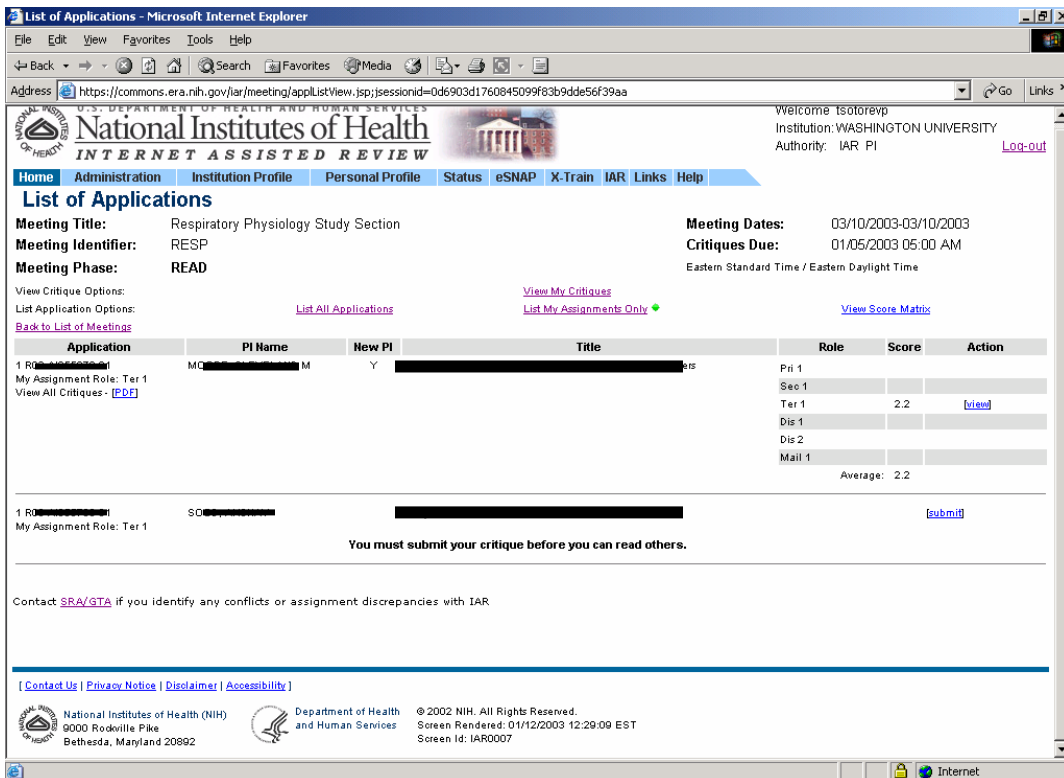 List of Applications - Microsoft Internet Explorer
File Edit View Favorites Tools Help
Back Search Favorites Media
Address https://commons.era.nih.gov/iar/meeting/applListView.jsp;jsessionid=0d6903d1760845099f83b9dde56f39aa Go Links
U.S. DEPARTMENT OF HEALTH AND HUMAN SERVICES
National Institutes of Health
INTERNET ASSISTED REVIEW
Welcome tsotorevp
Institution: WASHINGTON UNIVERSITY
Authority: IAR PI Log-out
Home Administration Institution Profile Personal Profile Status eSNAP X-Train IAR Links Help
List of Applications
Meeting Title: Respiratory Physiology Study Section Meeting Dates: 03/10/2003-03/10/2003
Meeting Identifier: RESP Critiques Due: 01/05/2003 05:00 AM
Meeting Phase: READ Eastern Standard Time / Eastern Daylight Time
View Critique Options: View My Critiques
List Application Options: List All Applications List My Assignments Only View Score Matrix
Back to List of Meetings
Application PI Name New PI Title Role Score Action
1 M Y ers Pri 1
My Assignment Role: Ter 1 Sec 1
View All Critiques - [PDF] Ter 1 2.2 [view]
Dis 1
Dis 2
Mail 1
Average: 2.2
1 [submit]
My Assignment Role: Ter 1
You must submit your critique before you can read others.
Contact SRA/GTA if you identify any conflicts or assignment discrepancies with IAR
[ Contact Us | Privacy Notice | Disclaimer | Accessibility ]
National Institutes of Health (NIH)
9000 Rockville Pike
Bethesda, Maryland 20892
Department of Health
and Human Services
© 2002 NIH. All Rights Reserved.
Screen Rendered: 01/12/2003 12:29:09 EST
Screen Id: IAR0007
Internet